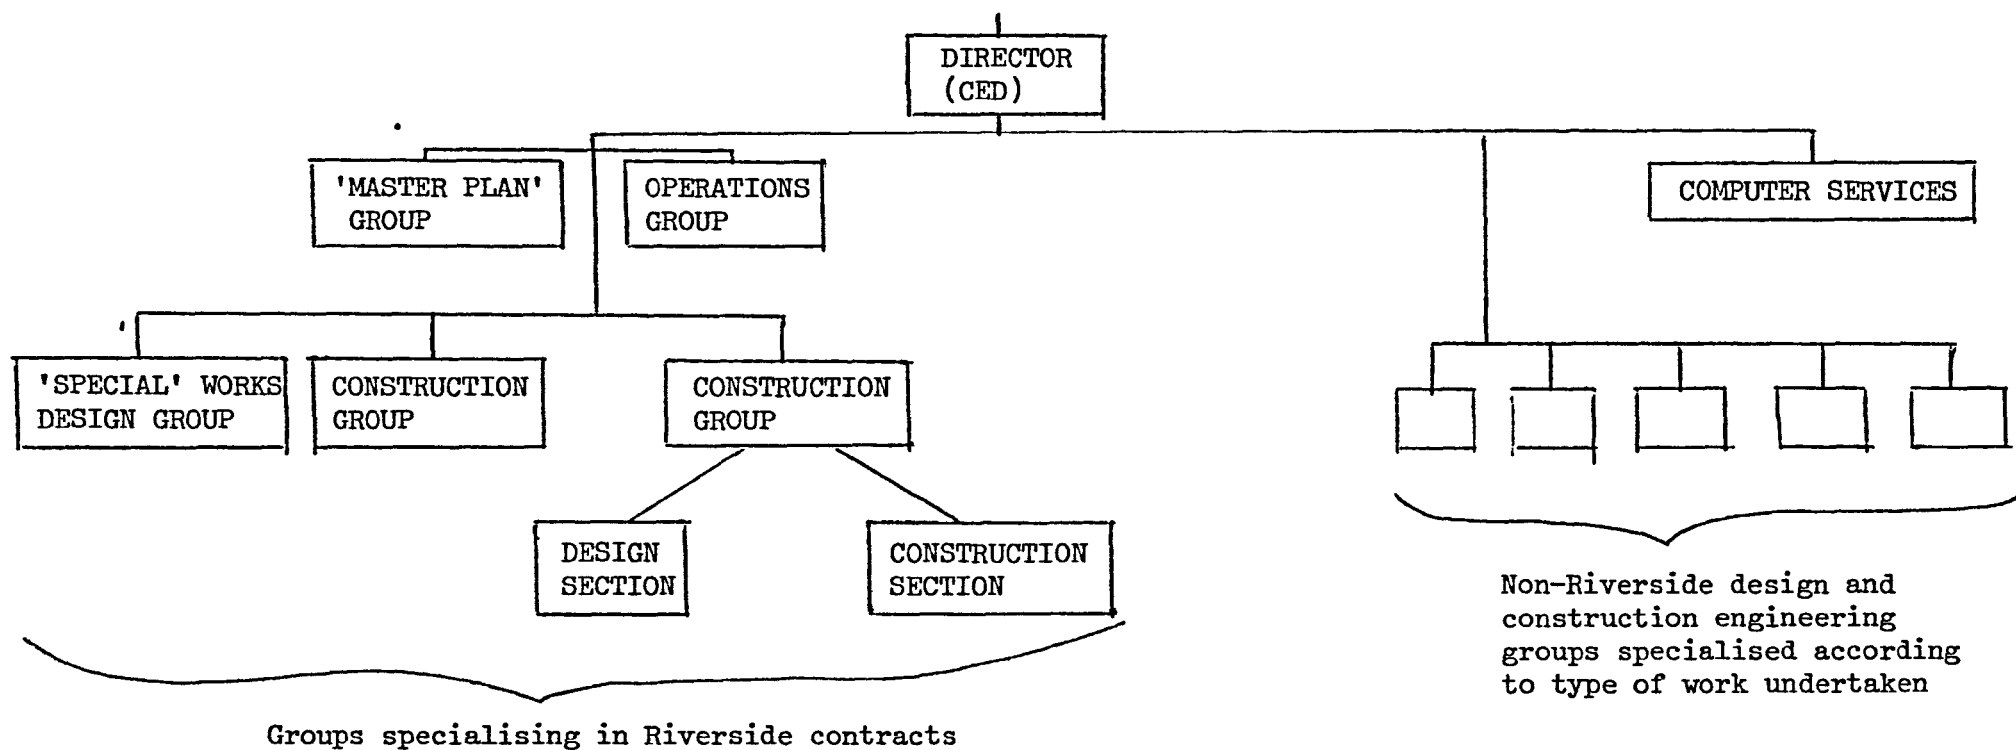 DIRECTOR
(CED)
'MASTER PLAN'
GROUP
OPERATIONS
GROUP
COMPUTER SERVICES
'SPECIAL' WORKS
DESIGN GROUP
CONSTRUCTION
GROUP
CONSTRUCTION
GROUP
DESIGN
SECTION
CONSTRUCTION
SECTION
Non-Riverside design and
construction engineering
groups specialised according
to type of work undertaken
Groups specialising in Riverside contracts